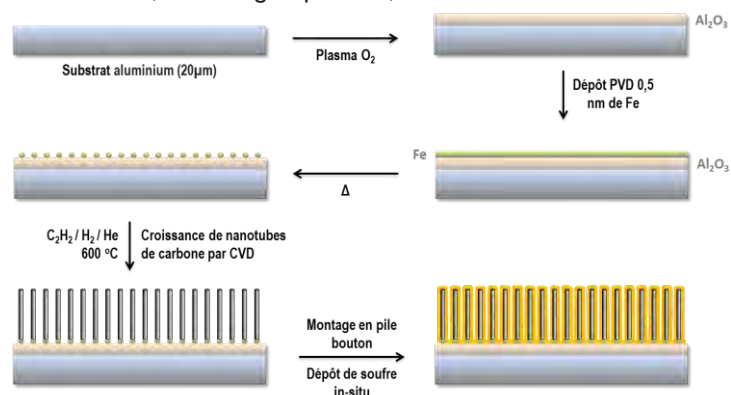 Al₂O₃
Plasma O₂
Substrat aluminium (20µm)
Dépôt PVD 0,5
nm de Fe
Fe
Al₂O₃
Δ
C₂H₂ / H₂ / He
600 °C
Croissance de nanotubes
de carbone par CVD
Montage en pile
bouton
Dépôt de soufre
in-situ